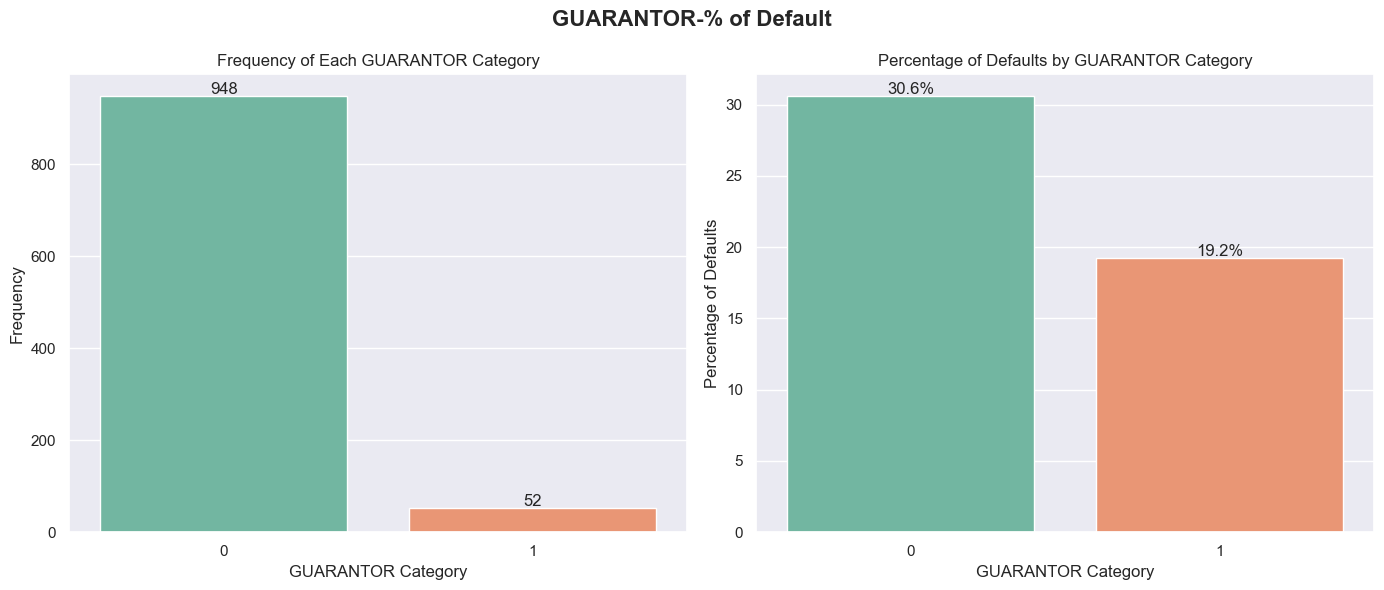 GUARANTOR-% of Default
Frequency of Each GUARANTOR Category
948
52
800
600
400
200
0
0
1
Frequency
GUARANTOR Category
Percentage of Defaults by GUARANTOR Category
30.6%
19.2%
30
25
20
15
10
5
0
0
1
Percentage of Defaults
GUARANTOR Category